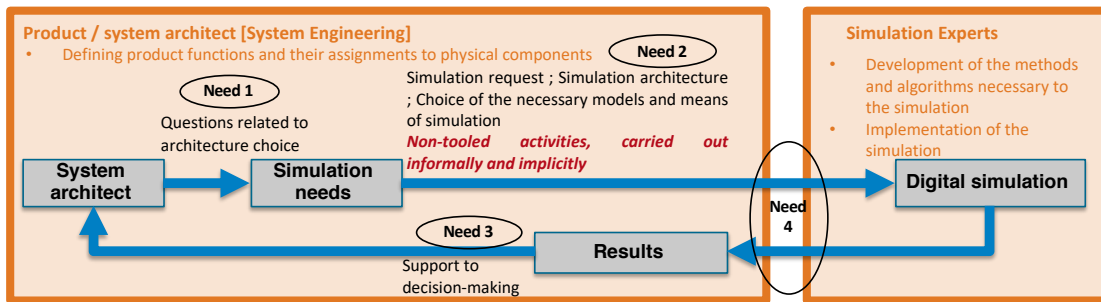 Product / system architect [System Engineering]
• Defining product functions and their assignments to physical components
Need 1
Questions related to
architecture choice
Need 2
Simulation request ; Simulation architecture
; Choice of the necessary models and means
of simulation
Non-tooled activities, carried out
informally and implicitly
System
architect
Simulation
needs
Need 3
Support to
decision-making
Results
Need
4
Simulation Experts
• Development of the methods
and algorithms necessary to
the simulation
• Implementation of the
simulation
Digital simulation